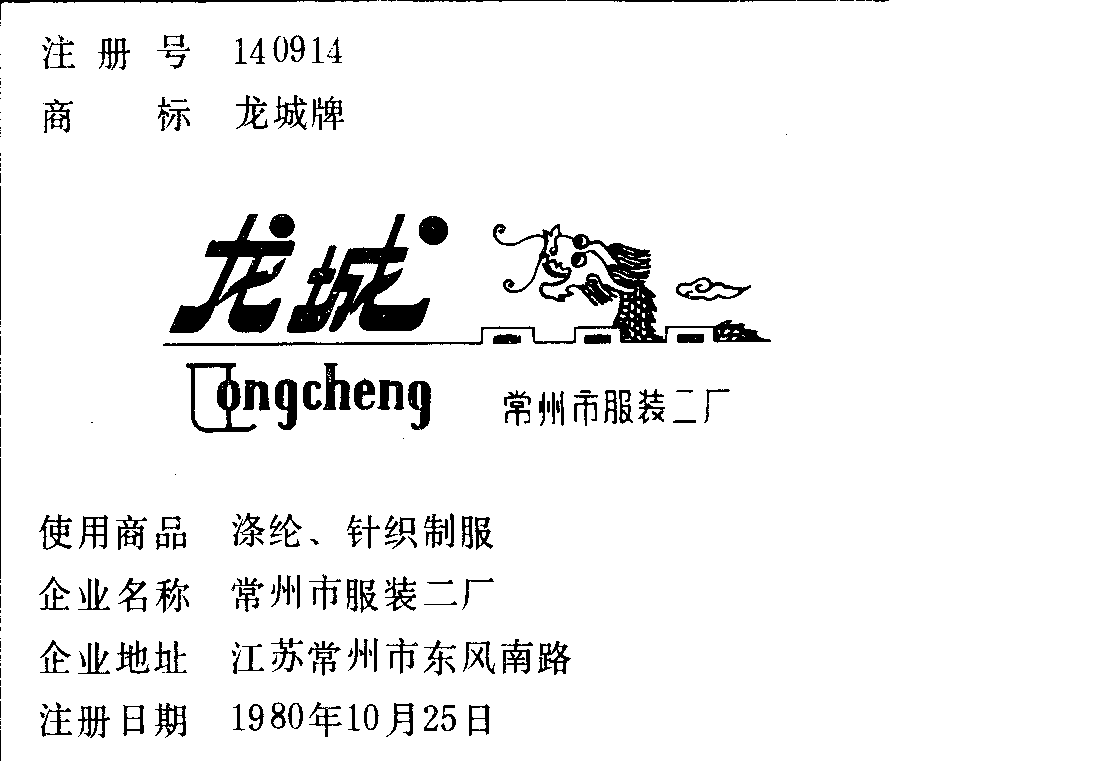 注册号 140914
商标 龙城牌
龙城
Longcheng
常州市服装二厂
使用商品 涤纶、针织制服
企业名称 常州市服装二厂
企业地址 江苏常州市东风南路
注册日期 1980年10月25日